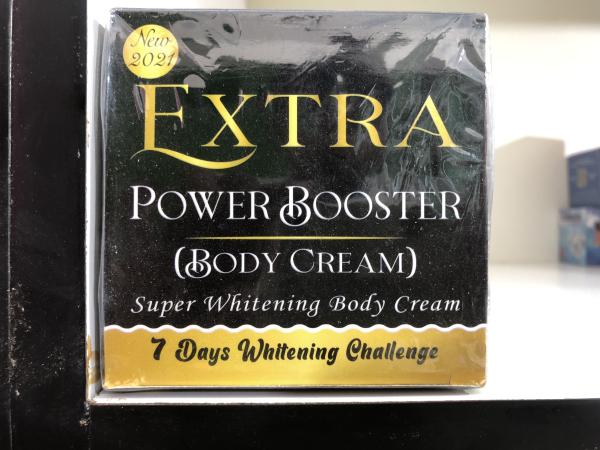 New
2021
EXTRA
POWER BOOSTER
(BODY CREAM)
Super Whitening Body Cream
7 Days Whitening Challenge